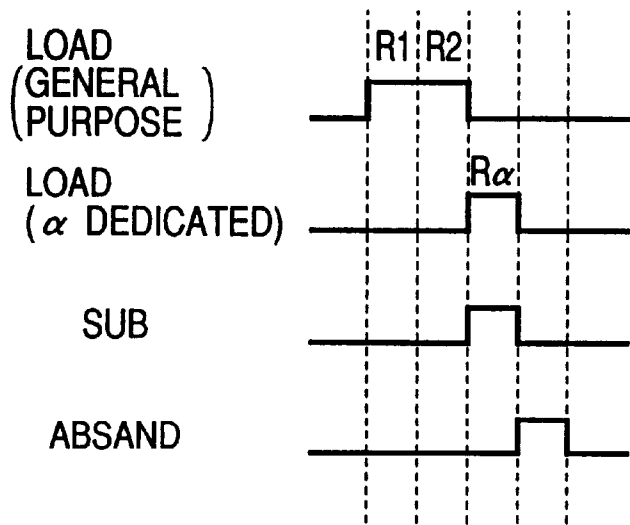 LOAD
(GENERAL
PURPOSE)
R1 R2
LOAD
(α DEDICATED)
Rα
SUB
ABSAND